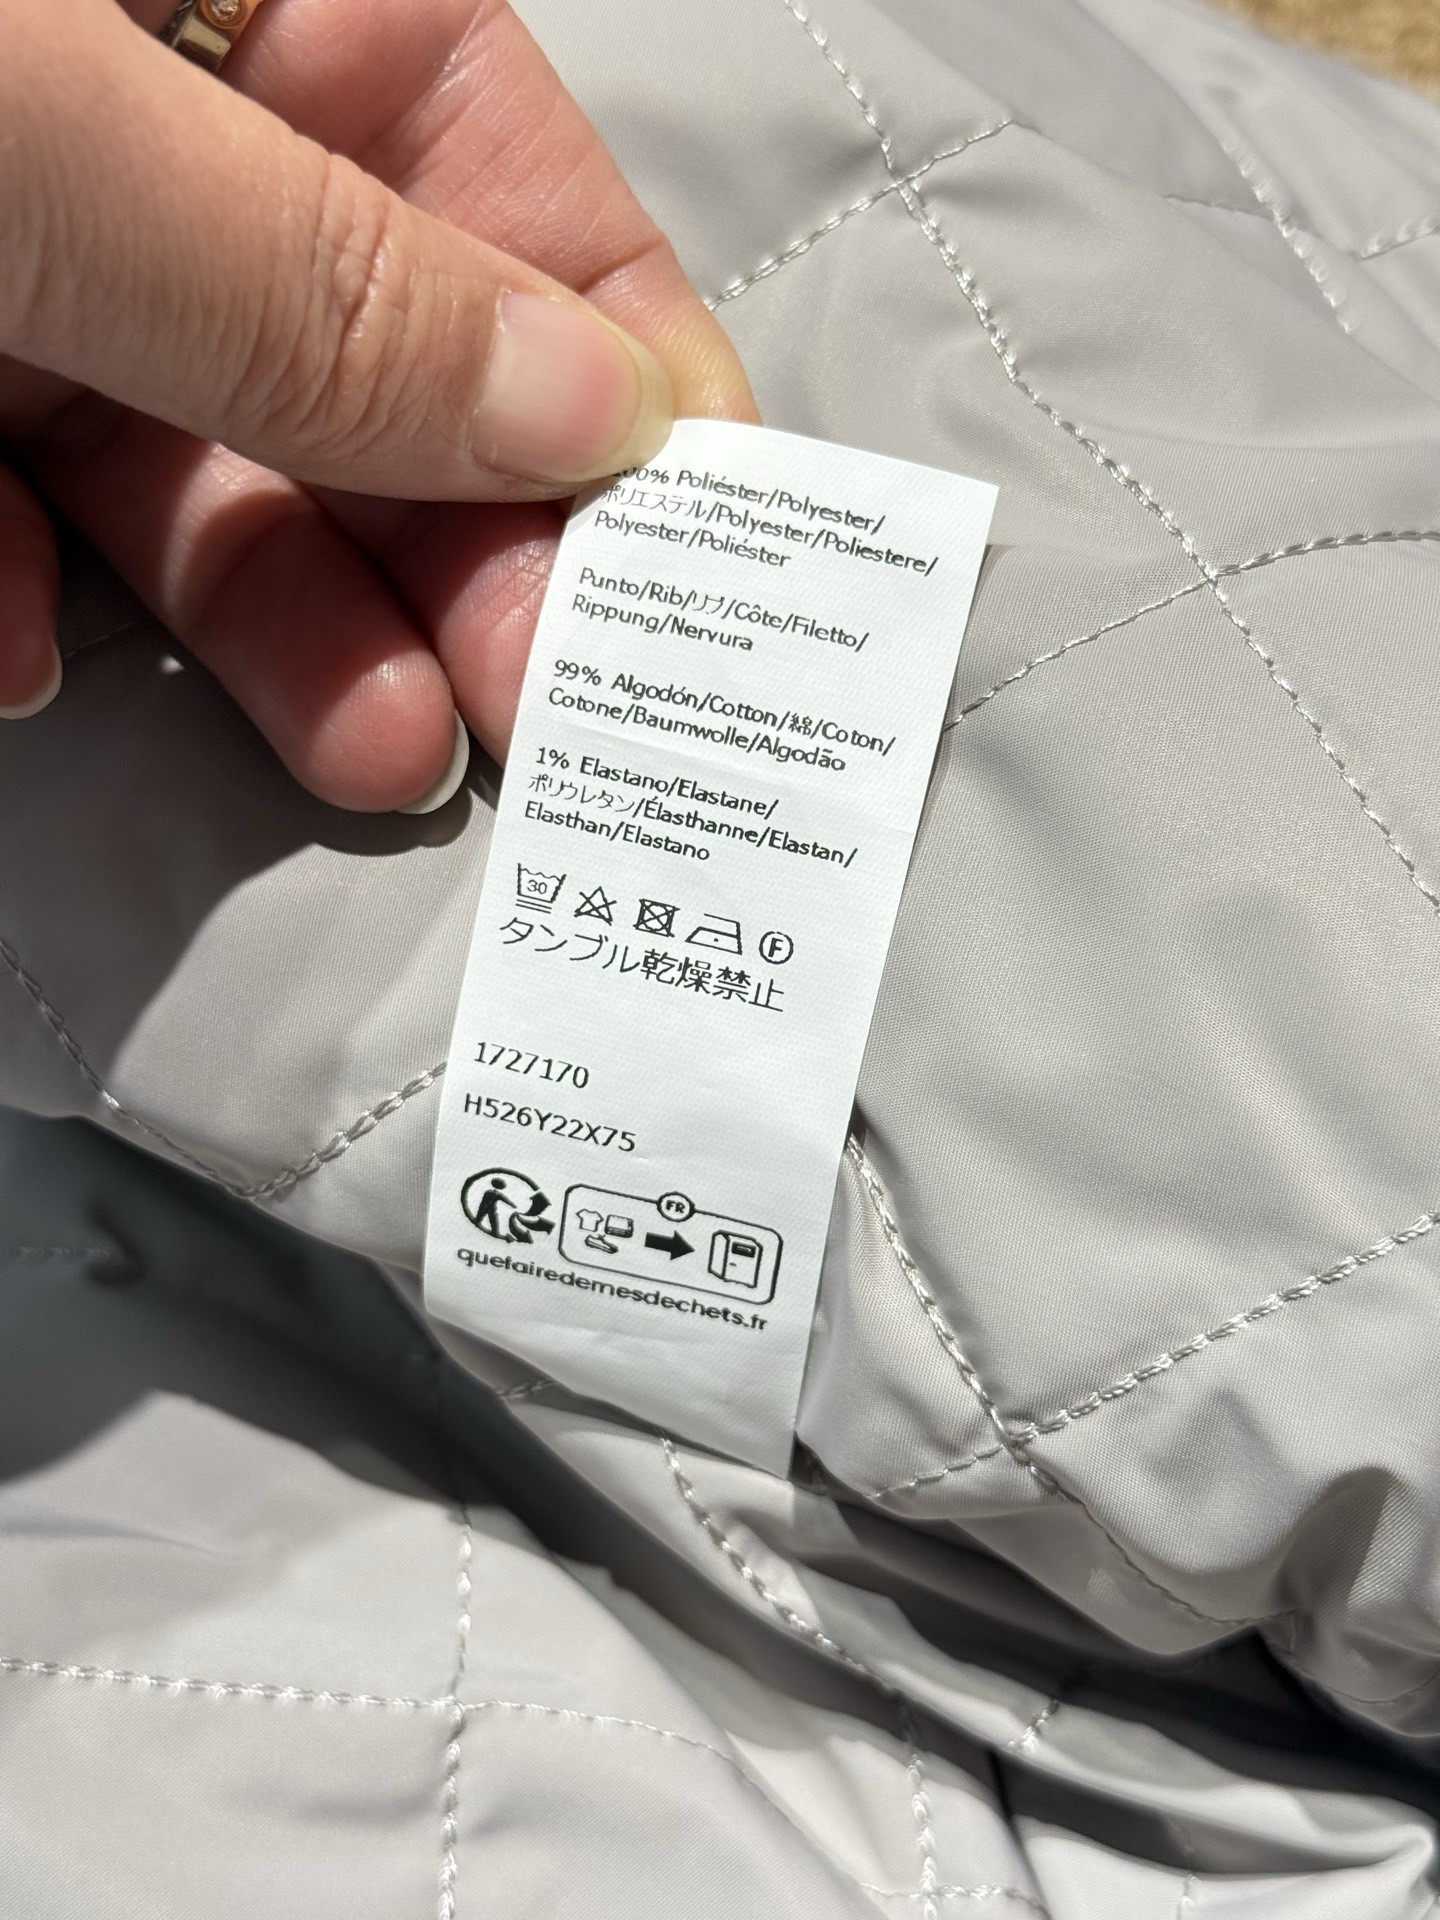 100% Poliéster/Polyester/
ポリエステル/Polyester/Poliestere/
Polyester/Poliéster
Punto/Rib/リブ/Côte/Filetto/
Rippung/Nervura
99% Algodón/Cotton/綿/Coton/
Cotone/Baumwolle/Algodão
1% Elastano/Elastane/
ポリウレタン/Élasthanne/Elastan/
Elasthan/Elastano
30 F
タンブル乾燥禁止
1727170
H526Y22X75
FR
quefairedemesdechets.fr